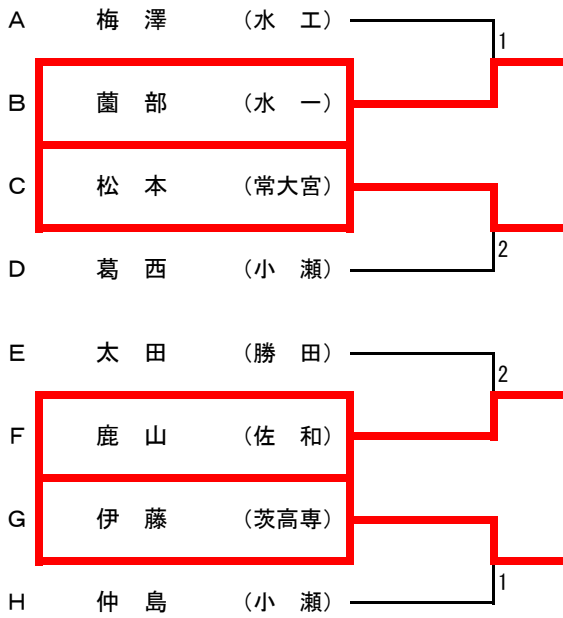 A 梅 澤 （水 工）
1
B 薗 部 （水 一）
C 松 本 （常大宮）
2
D 葛 西 （小 瀬）
E 太 田 （勝 田）
2
F 鹿 山 （佐 和）
G 伊 藤 （茨高専）
1
H 仲 島 （小 瀬）